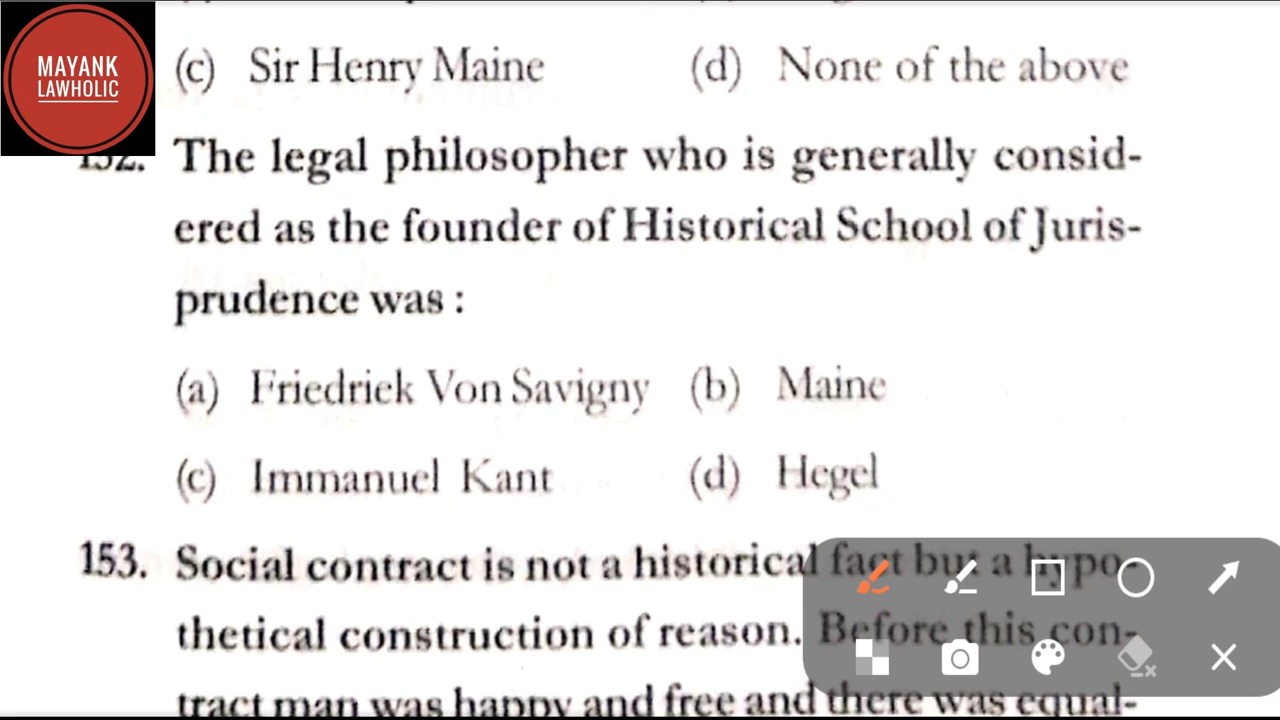 MAYANK
LAWHOLIC
(c) Sir Henry Maine (d) None of the above
152. The legal philosopher who is generally consid-
ered as the founder of Historical School of Juris-
prudence was :
(a) Friedrick Von Savigny (b) Maine
(c) Immanuel Kant (d) Hegel
153. Social contract is not a historical fact but a hypo-
thetical construction of reason. Before this con-
tract man was happy and free and there was equal-